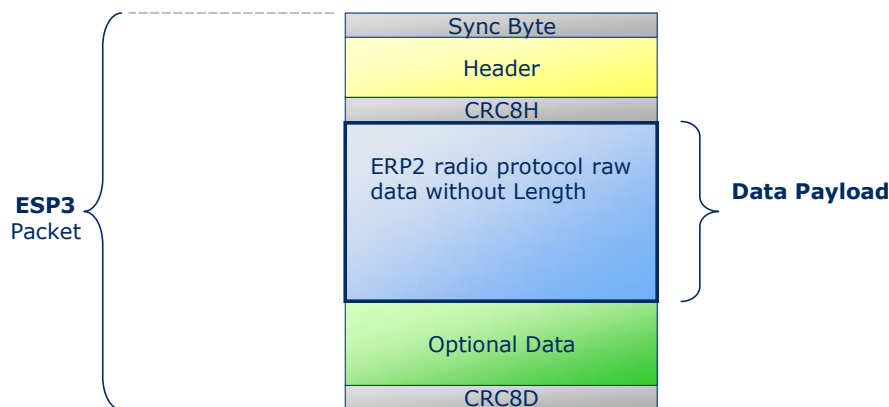 Sync Byte
Header
CRC8H
ERP2 radio protocol raw
data without Length
ESP3
Packet
Data Payload
Optional Data
CRC8D